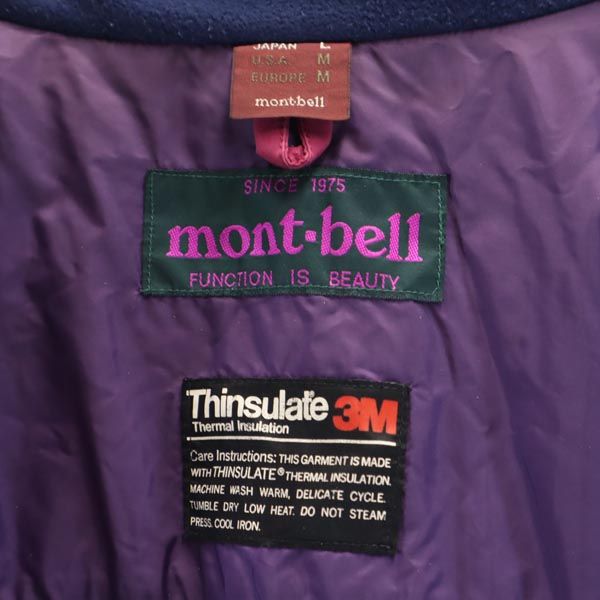 JAPAN L
U.S.A. M
EUROPE M
mont-bell
SINCE 1975
mont-bell
FUNCTION IS BEAUTY
Thinsulate 3M
Thermal Insulation
Care Instructions: THIS GARMENT IS MADE
WITH THINSULATE® THERMAL INSULATION.
MACHINE WASH WARM, DELICATE CYCLE.
TUMBLE DRY LOW HEAT. DO NOT STEAM
PRESS. COOL IRON.